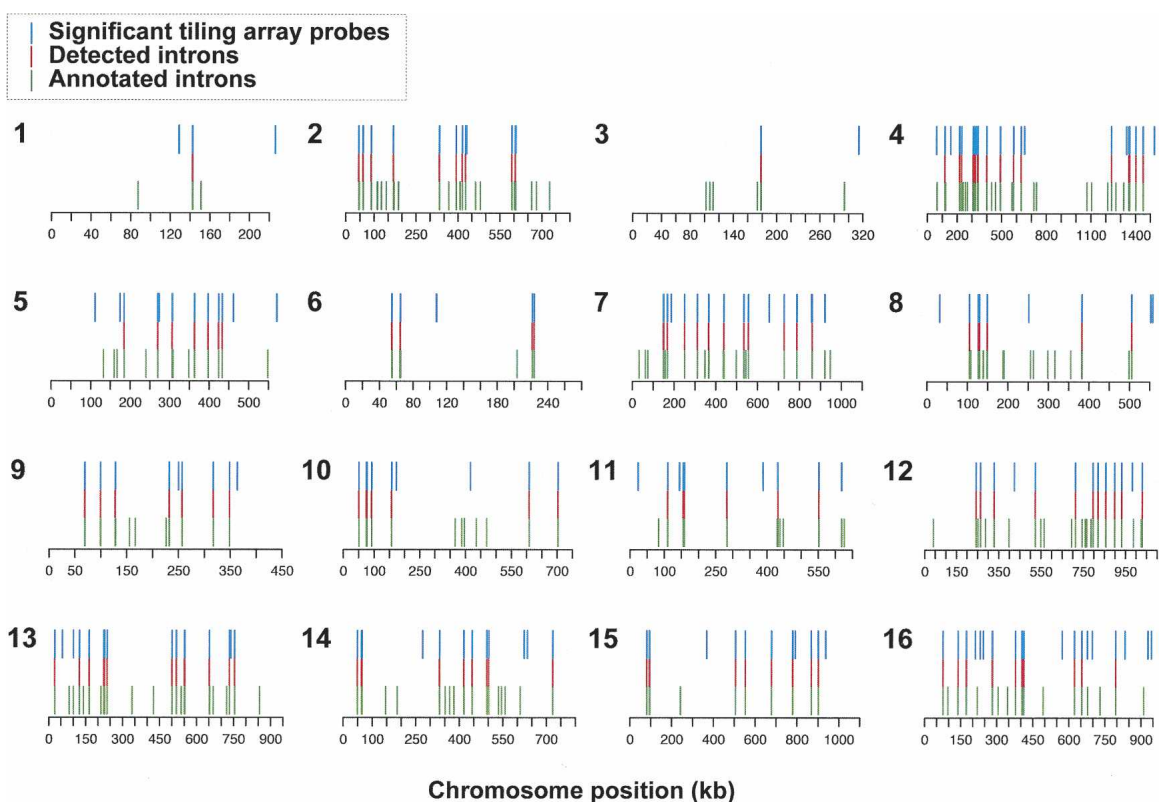 Significant tiling array probes
Detected introns
Annotated introns
1 2 3 4
0 40 80 120 160 200
0 100 250 400 550 700
0 40 80 140 200 260 320
0 200 500 800 1100 1400
5 6 7 8
0 100 200 300 400 500
0 40 80 140 180 240
0 200 400 600 800 1000
0 100 200 300 400 500
9 10 11 12
0 50 150 250 350 450
0 100 250 400 550 700
0 100 250 400 550
0 150 350 550 750 950
13 14 15 16
0 150 300 450 600 750 900
0 100 250 400 550 700
0 200 400 600 800 1000
0 150 300 450 600 750 900
Chromosome position (kb)